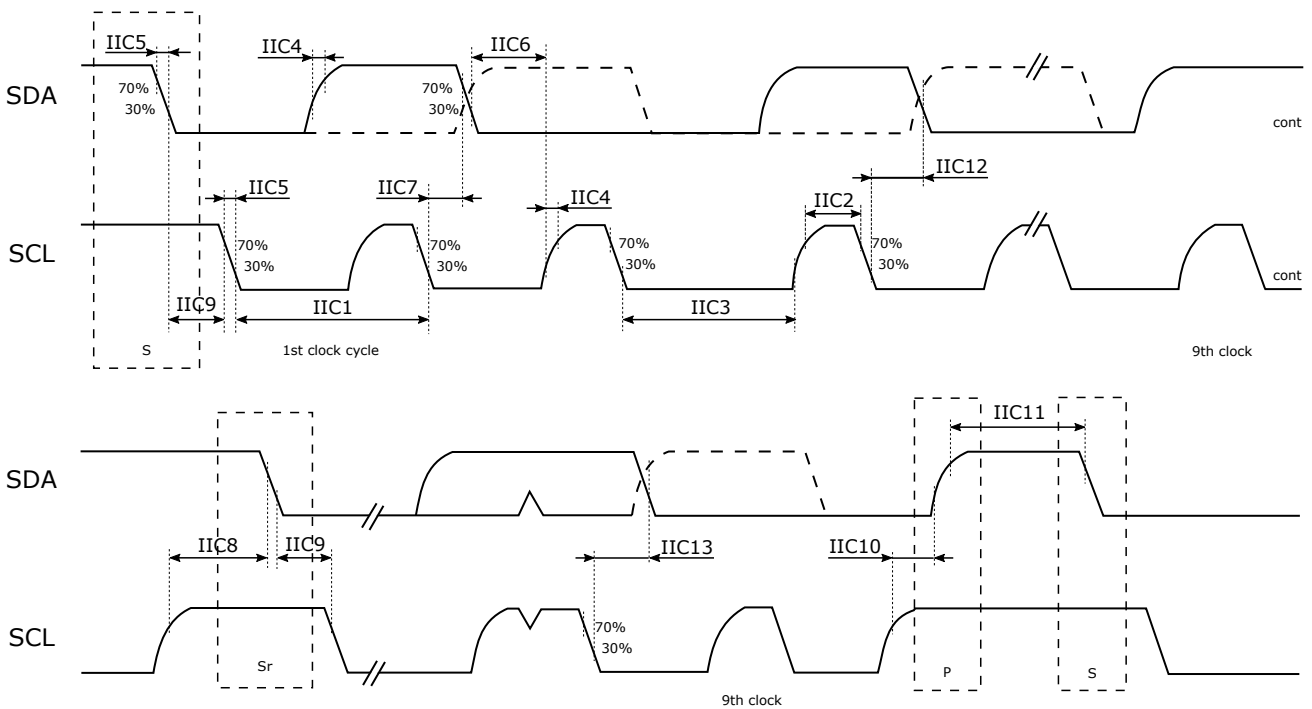 IIC5
IIC4
IIC6
SDA
70%
30%
70%
30%
cont
IIC12
IIC5
IIC7
IIC4
IIC2
SCL
70%
30%
70%
30%
70%
30%
70%
30%
cont
IIC9
IIC1
IIC3
S
1st clock cycle
9th clock
IIC11
SDA
IIC8
IIC9
IIC13
IIC10
SCL
70%
30%
Sr
P
S
9th clock